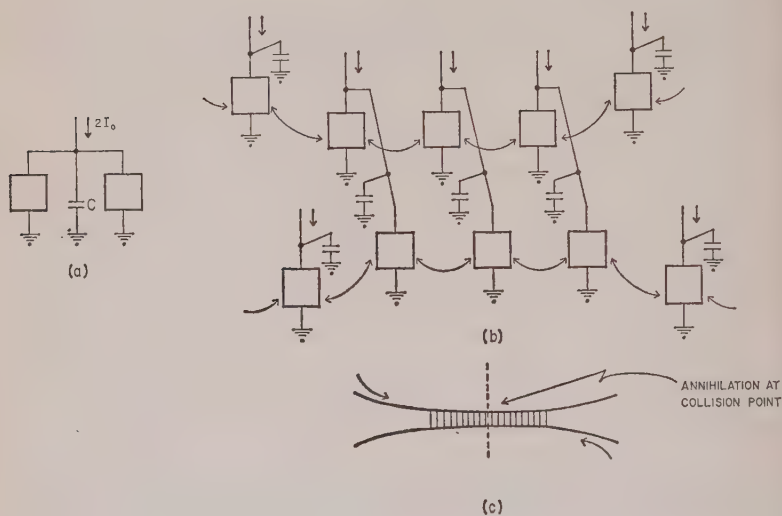 2I₀
C
(a)
(b)
ANNIHILATION AT
COLLISION POINT
(c)